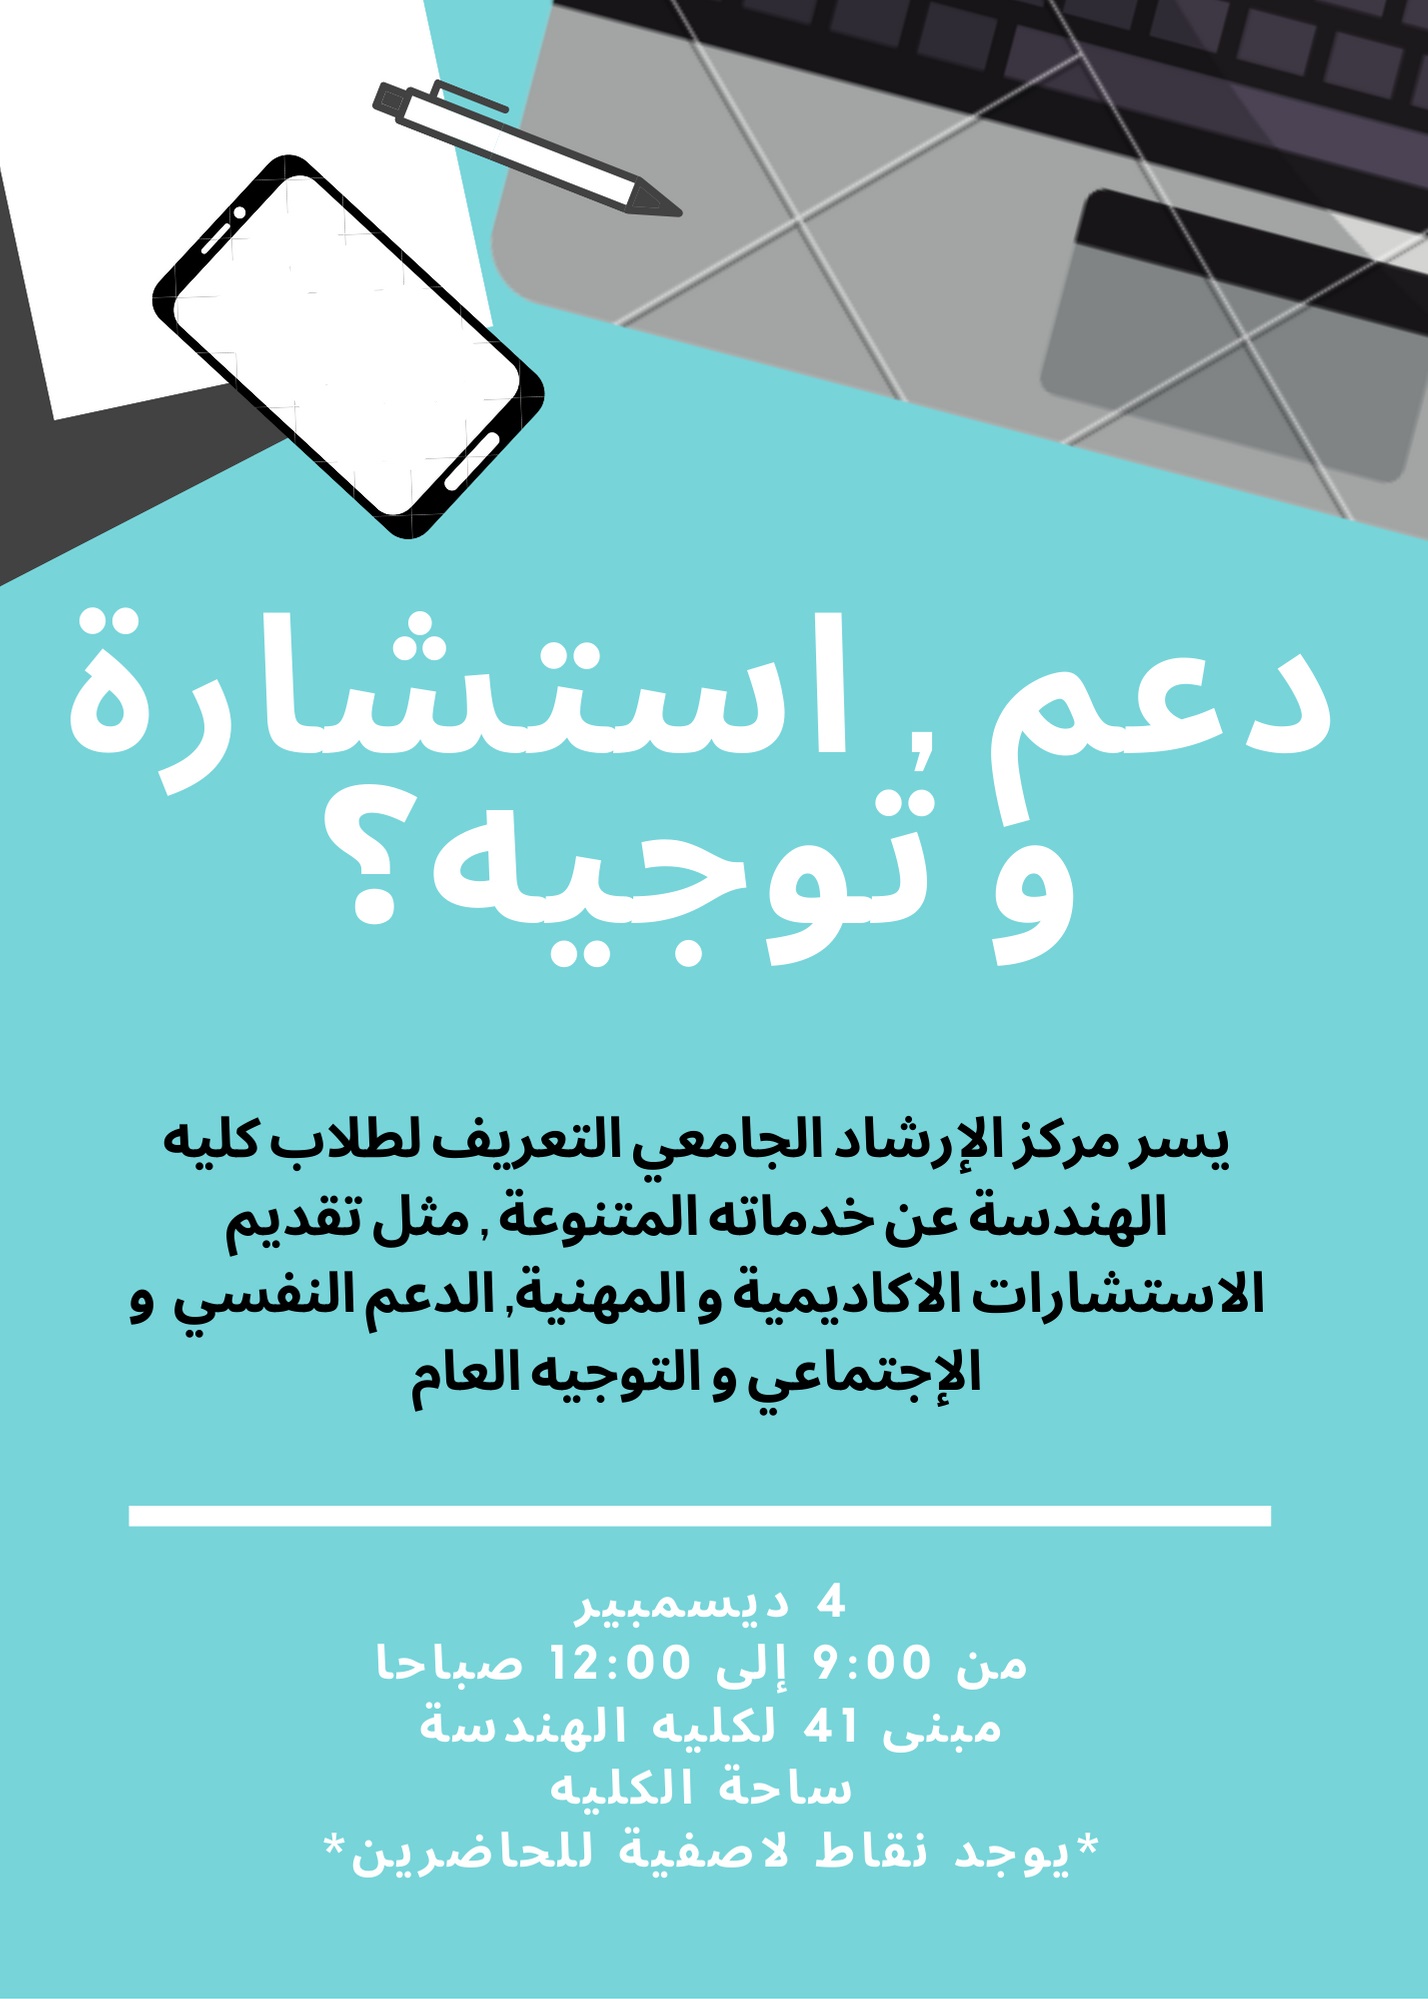 دعم , استشارة
و توجيه؟
يسر مركز الإرشاد الجامعي التعريف لطلاب كليه
الهندسة عن خدماته المتنوعة , مثل تقديم
الاستشارات الاكاديمية و المهنية, الدعم النفسي و
الإجتماعي و التوجيه العام
4 ديسمبير
من 9:00 إلى 12:00 صباحا
مبنى 41 لكليه الهندسة
ساحة الكليه
*يوجد نقاط لاصفية للحاضرين*